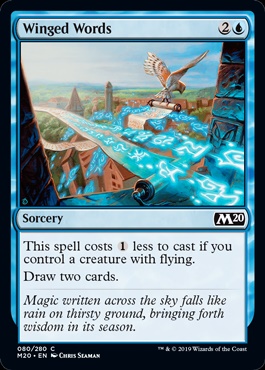 Winged Words 2
Sorcery M20
This spell costs 1 less to cast if you
control a creature with flying.
Draw two cards.
Magic written across the sky falls like
rain on thirsty ground, bringing forth
wisdom in its season.
080/280 C
M20 • EN CHRIS SEAMAN ™ & © 2019 Wizards of the Coast